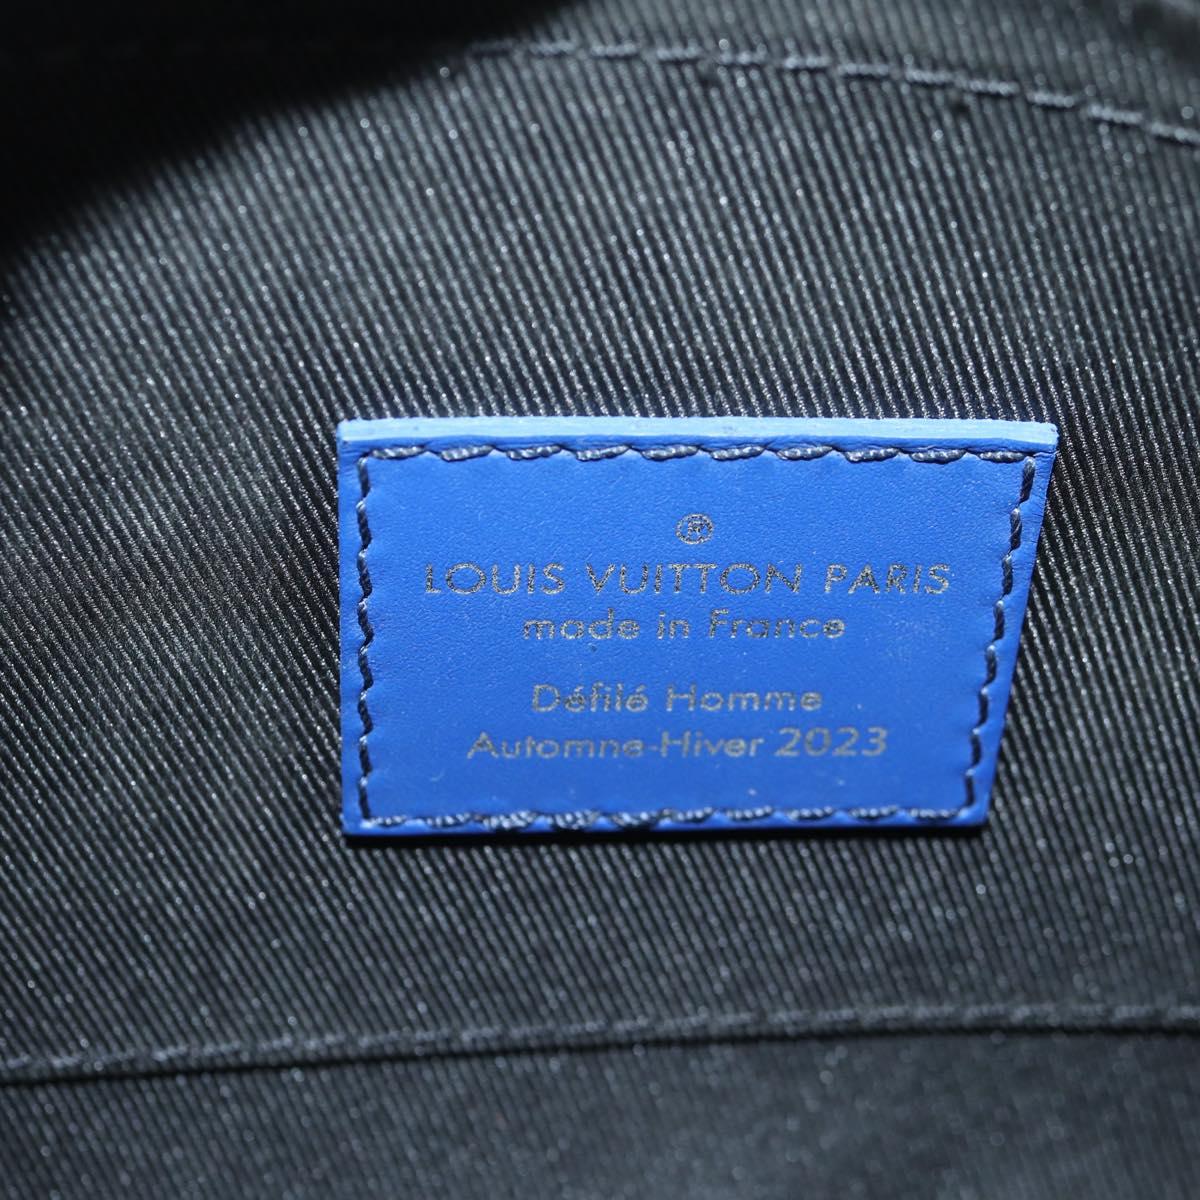 ®
LOUIS VUITTON PARIS
made in France
Défilé Homme
Automne-Hiver 2023